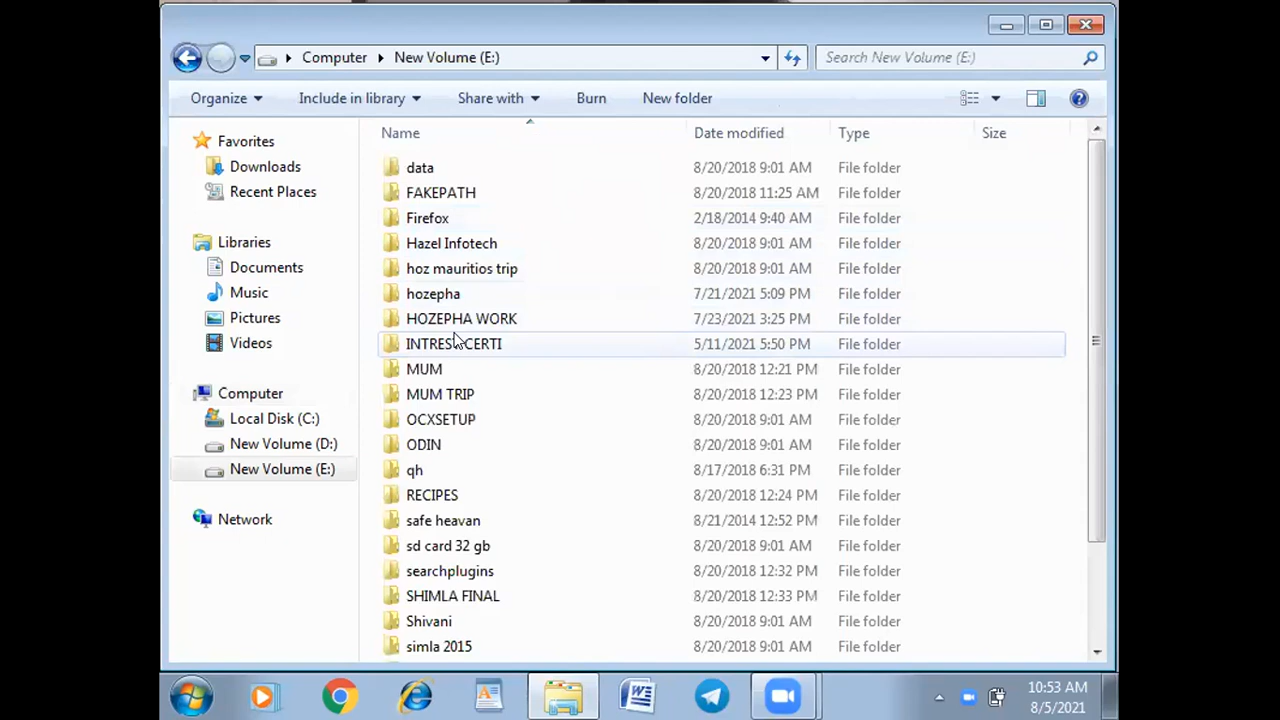 Computer New Volume (E:) Search New Volume (E:)
Organize Include in library Share with Burn New folder
Favorites
Downloads
Recent Places
Libraries
Documents
Music
Pictures
Videos
Computer
Local Disk (C:)
New Volume (D:)
New Volume (E:)
Network
Name Date modified Type Size
data 8/20/2018 9:01 AM File folder
FAKEPATH 8/20/2018 11:25 AM File folder
Firefox 2/18/2014 9:40 AM File folder
Hazel Infotech 8/20/2018 9:01 AM File folder
hoz mauritios trip 8/20/2018 9:01 AM File folder
hozepha 7/21/2021 5:09 PM File folder
HOZEPHA WORK 7/23/2021 3:25 PM File folder
CERTI 5/11/2021 5:50 PM File folder
MUM 8/20/2018 12:21 PM File folder
MUM TRIP 8/20/2018 12:23 PM File folder
OCXSETUP 8/20/2018 9:01 AM File folder
ODIN 8/20/2018 9:01 AM File folder
qh 8/17/2018 6:31 PM File folder
RECIPES 8/20/2018 12:24 PM File folder
safe heavan 8/21/2014 12:52 PM File folder
sd card 32 gb 8/20/2018 9:01 AM File folder
searchplugins 8/20/2018 12:32 PM File folder
SHIMLA FINAL 8/20/2018 12:33 PM File folder
Shivani 8/20/2018 9:01 AM File folder
simla 2015 8/20/2018 9:01 AM File folder
10:53 AM
8/5/2021